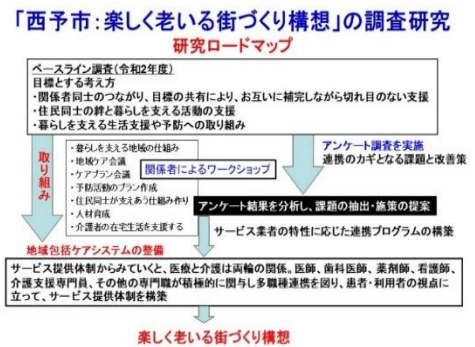 「西予市:楽しく老いる街づくり構想」の調査研究
研究ロードマップ
ベースライン調査(令和2年度)
目標とする考え方
・関係者同士のつながり、目標の共有により、お互いに補完しながら切れ目のない支援
・住民同士の絆と暮らしを支える活動の支援
・暮らしを支える生活支援や予防への取り組み
取り組み
・暮らしを支える地域の仕組み
・地域ケア会議
・ケアプラン会議
・予防活動のプラン作成
・住民同士が支えあう仕組み作り
・人材育成
・介護者の在宅生活を支援する
関係者によるワークショップ
アンケート調査を実施
連携のカギとなる課題と改善策
アンケート結果を分析し、課題の抽出・施策の提案
サービス業者の特性に応じた連携プログラムの構築
地域包括ケアシステムの整備
サービス提供体制からみていくと、医療と介護は両輪の関係。医師、歯科医師、薬剤師、看護師、
介護支援専門員、その他の専門職が積極的に関与し多職種連携を図り、患者・利用者の視点に
立って、サービス提供体制を構築
楽しく老いる街づくり構想